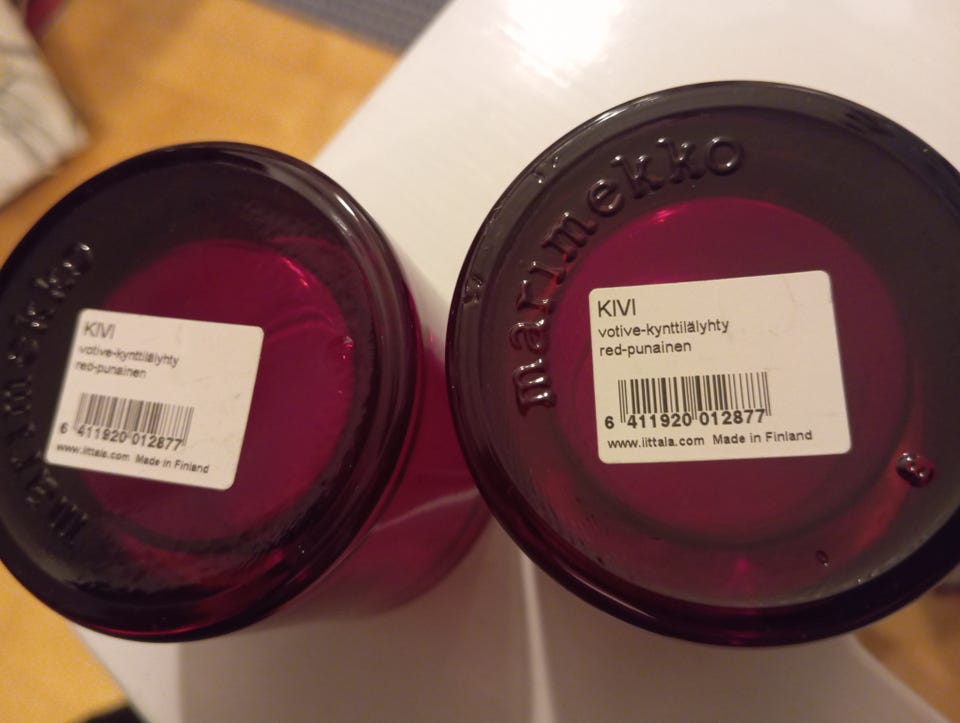 marimekko
KIVI
votive-kynttilälyhty
red-punainen
6 411920 012877
www.iittala.com Made in Finland
marimekko
KIVI
votive-kynttilälyhty
red-punainen
6 411920 012877
www.iittala.com Made in Finland